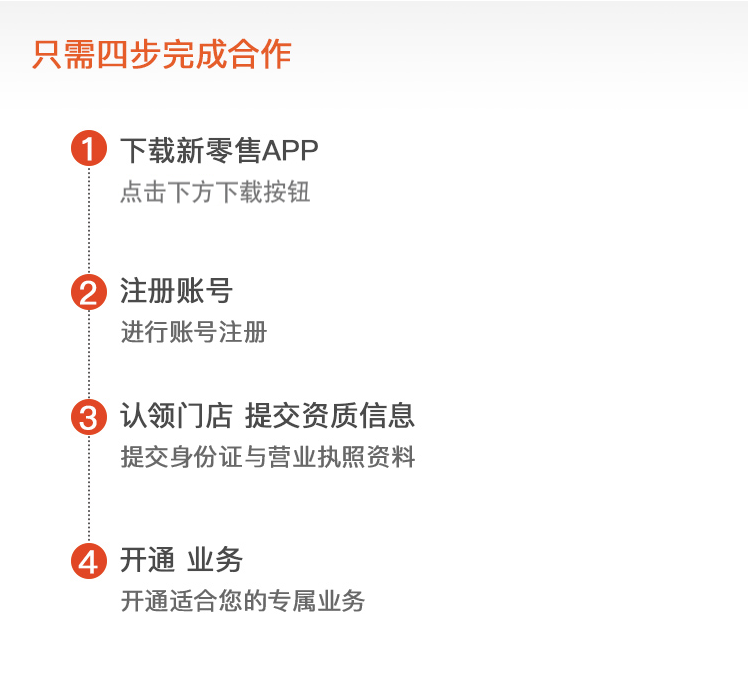 只需四步完成合作
1 下载新零售APP
点击下方下载按钮
2 注册账号
进行账号注册
3 认领门店 提交资质信息
提交身份证与营业执照资料
4 开通 业务
开通适合您的专属业务